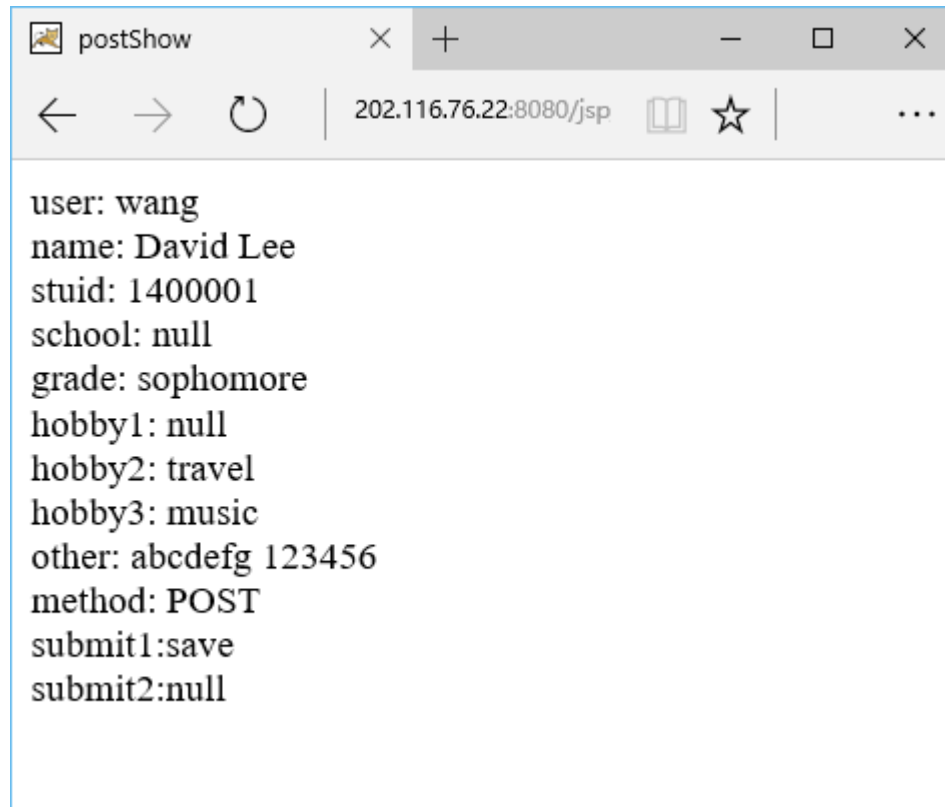 postShow
202.116.76.22:8080/jsp
user: wang
name: David Lee
stuid: 1400001
school: null
grade: sophomore
hobby1: null
hobby2: travel
hobby3: music
other: abcdefg 123456
method: POST
submit1:save
submit2:null